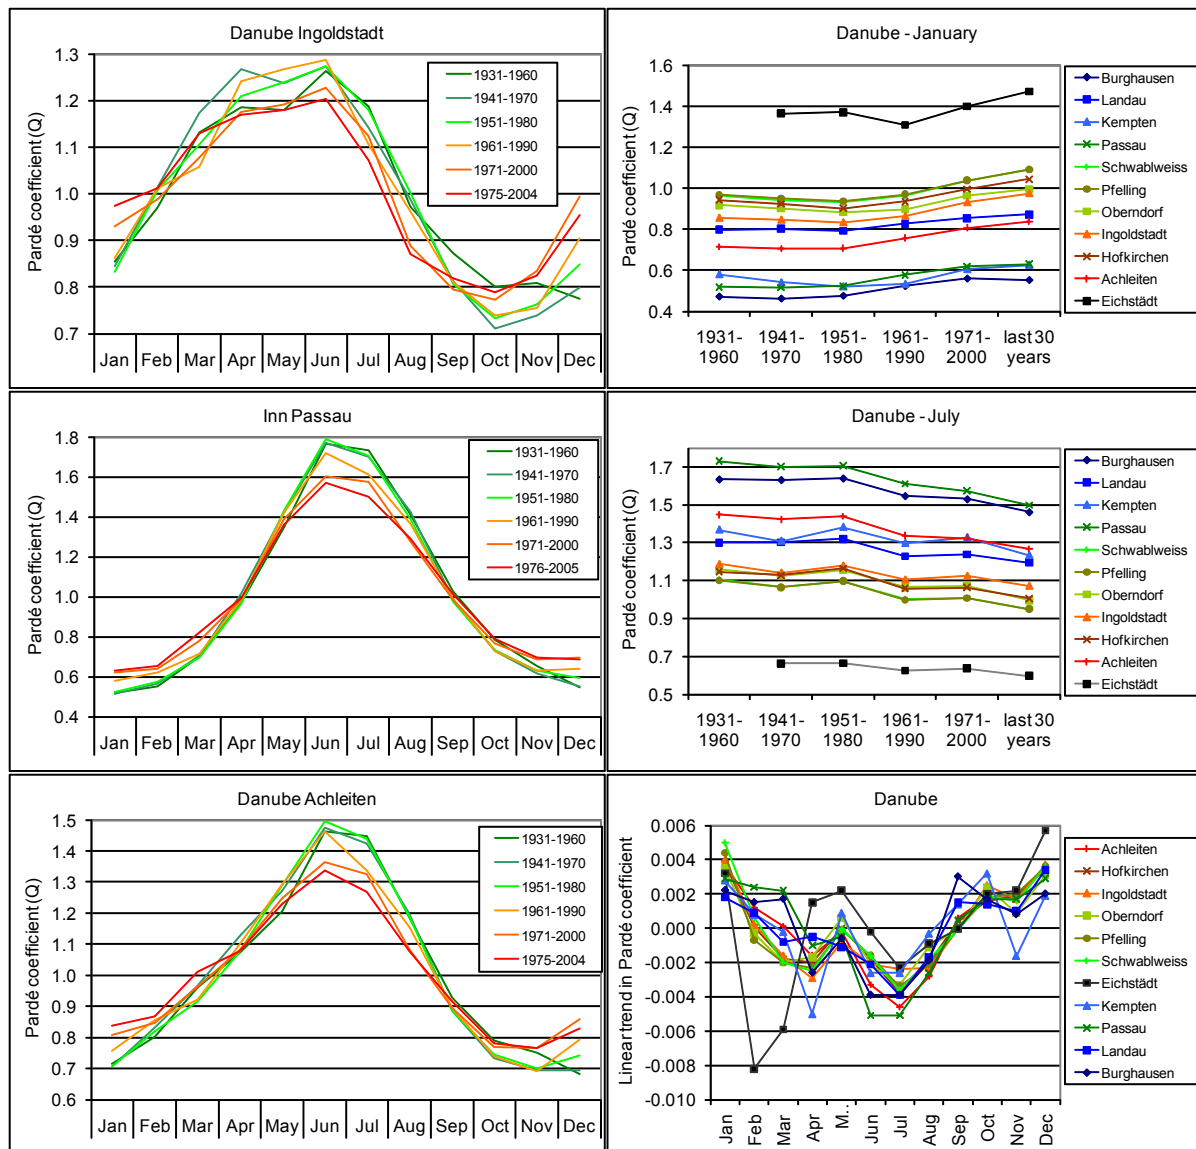 Danube Ingoldstadt
Pardé coefficient (Q)
1.3
1.2
1.1
1.0
0.9
0.8
0.7
Jan Feb Mar Apr May Jun Jul Aug Sep Oct Nov Dec
1931-1960
1941-1970
1951-1980
1961-1990
1971-2000
1975-2004
Danube - January
Pardé coefficient (Q)
1.6
1.4
1.2
1.0
0.8
0.6
0.4
1931- 1941- 1951- 1961- 1971- last 30
1960 1970 1980 1990 2000 years
Burghausen
Landau
Kempten
Passau
Schwablweiss
Pfelling
Oberndorf
Ingoldstadt
Hofkirchen
Achleiten
Eichstädt
Inn Passau
Pardé coefficient (Q)
1.8
1.6
1.4
1.2
1.0
0.8
0.6
0.4
Jan Feb Mar Apr May Jun Jul Aug Sep Oct Nov Dec
1931-1960
1941-1970
1951-1980
1961-1990
1971-2000
1976-2005
Danube - July
Pardé coefficient (Q)
1.7
1.5
1.3
1.1
0.9
0.7
0.5
1931- 1941- 1951- 1961- 1971- last 30
1960 1970 1980 1990 2000 years
Burghausen
Landau
Kempten
Passau
Schwablweiss
Pfelling
Oberndorf
Ingoldstadt
Hofkirchen
Achleiten
Eichstädt
Danube Achleiten
Pardé coefficient (Q)
1.5
1.4
1.3
1.2
1.1
1.0
0.9
0.8
0.7
0.6
Jan Feb Mar Apr May Jun Jul Aug Sep Oct Nov Dec
1931-1960
1941-1970
1951-1980
1961-1990
1971-2000
1975-2004
Danube
Linear trend in Pardé coefficient
0.006
0.004
0.002
0.000
-0.002
-0.004
-0.006
-0.008
-0.010
Jan
Feb
Mar
Apr
M..
Jun
Jul
Aug
Sep
Oct
Nov
Dec
Achleiten
Hofkirchen
Ingoldstadt
Oberndorf
Pfelling
Schwablweiss
Eichstädt
Kempten
Passau
Landau
Burghausen